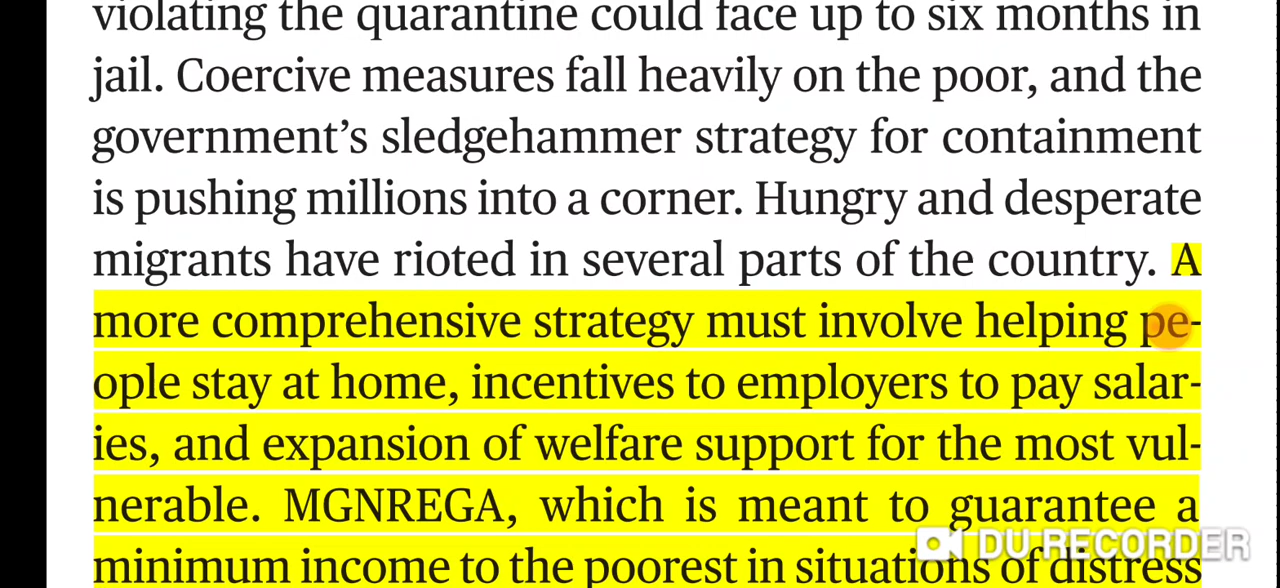 violating the quarantine could face up to six months in
jail. Coercive measures fall heavily on the poor, and the
government’s sledgehammer strategy for containment
is pushing millions into a corner. Hungry and desperate
migrants have rioted in several parts of the country. A
more comprehensive strategy must involve helping pe-
ople stay at home, incentives to employers to pay salar-
ies, and expansion of welfare support for the most vul-
nerable. MGNREGA, which is meant to guarantee a
DU RECORDER
minimum income to the poorest in situations of distress